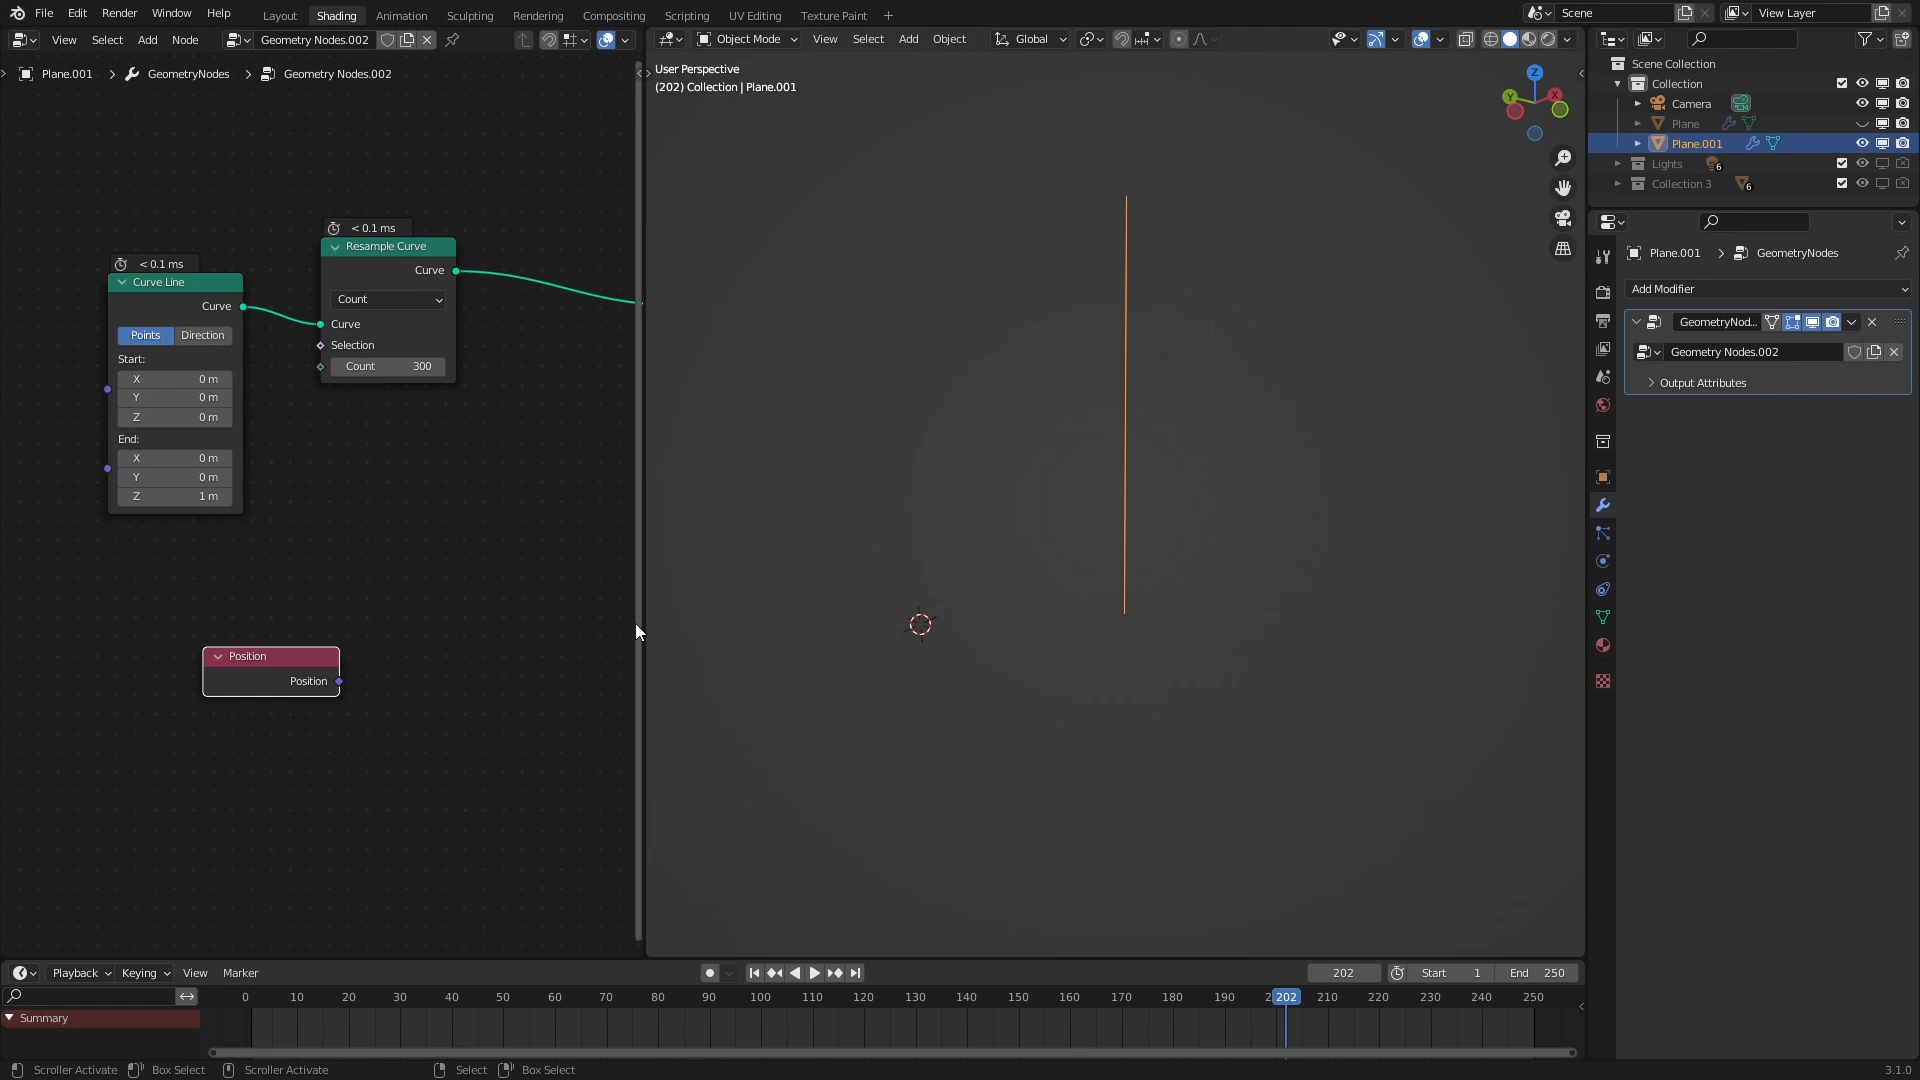 File Edit Render Window Help Layout Shading Animation Sculpting Rendering Compositing Scripting UV Editing Texture Paint + Scene View Layer
View Select Add Node Geometry Nodes.002 Object Mode View Select Add Object Global
Plane.001 > GeometryNodes > Geometry Nodes.002
User Perspective
(202) Collection | Plane.001
Z
Y
X
< 0.1 ms
Resample Curve
Curve
Count
Curve
Selection
Count 300
< 0.1 ms
Curve Line
Curve
Points Direction
Start:
X 0 m
Y 0 m
Z 0 m
End:
X 0 m
Y 0 m
Z 1 m
Position
Position
Scene Collection
Collection
Camera
Plane
Plane.001
Lights 6
Collection 3 6
Plane.001 > GeometryNodes
Add Modifier
GeometryNod...
Geometry Nodes.002
Output Attributes
Playback Keying View Marker 202 Start 1 End 250
0 10 20 30 40 50 60 70 80 90 100 110 120 130 140 150 160 170 180 190 2 202 210 220 230 240 250
Summary
Scroller Activate Box Select Scroller Activate Select Box Select 3.1.0